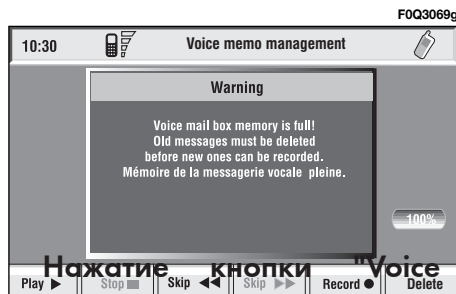 F0Q3069g
10:30 Voice memo management
Warning
Voice mail box memory is full!
Old messages must be deleted
before new ones can be recorded.
Mémoire de la messagerie vocale pleine.
100%
Нажатие кнопки "Voice
Play ▶ Stop ■ Skip ◀◀ Skip ▶▶ Record ● Delete